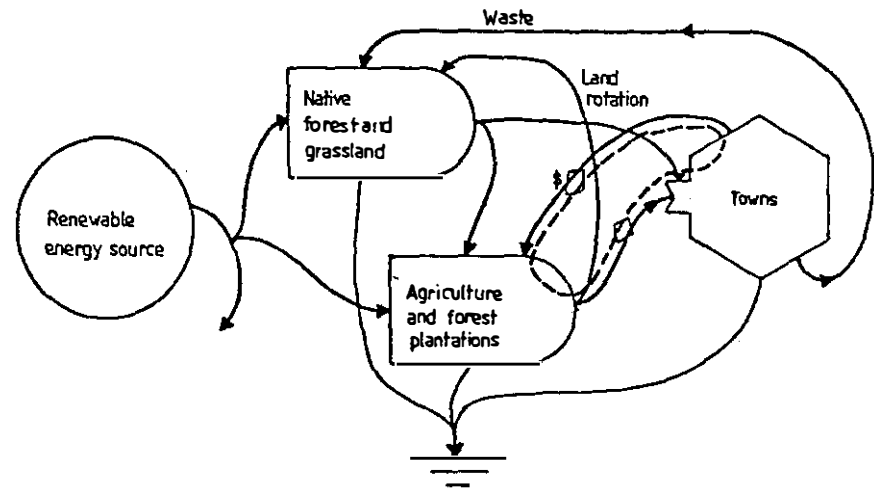 Waste
Native
forest and
grassland
Land
rotation
$
Renewable
energy source
Towns
Agriculture
and forest
plantations